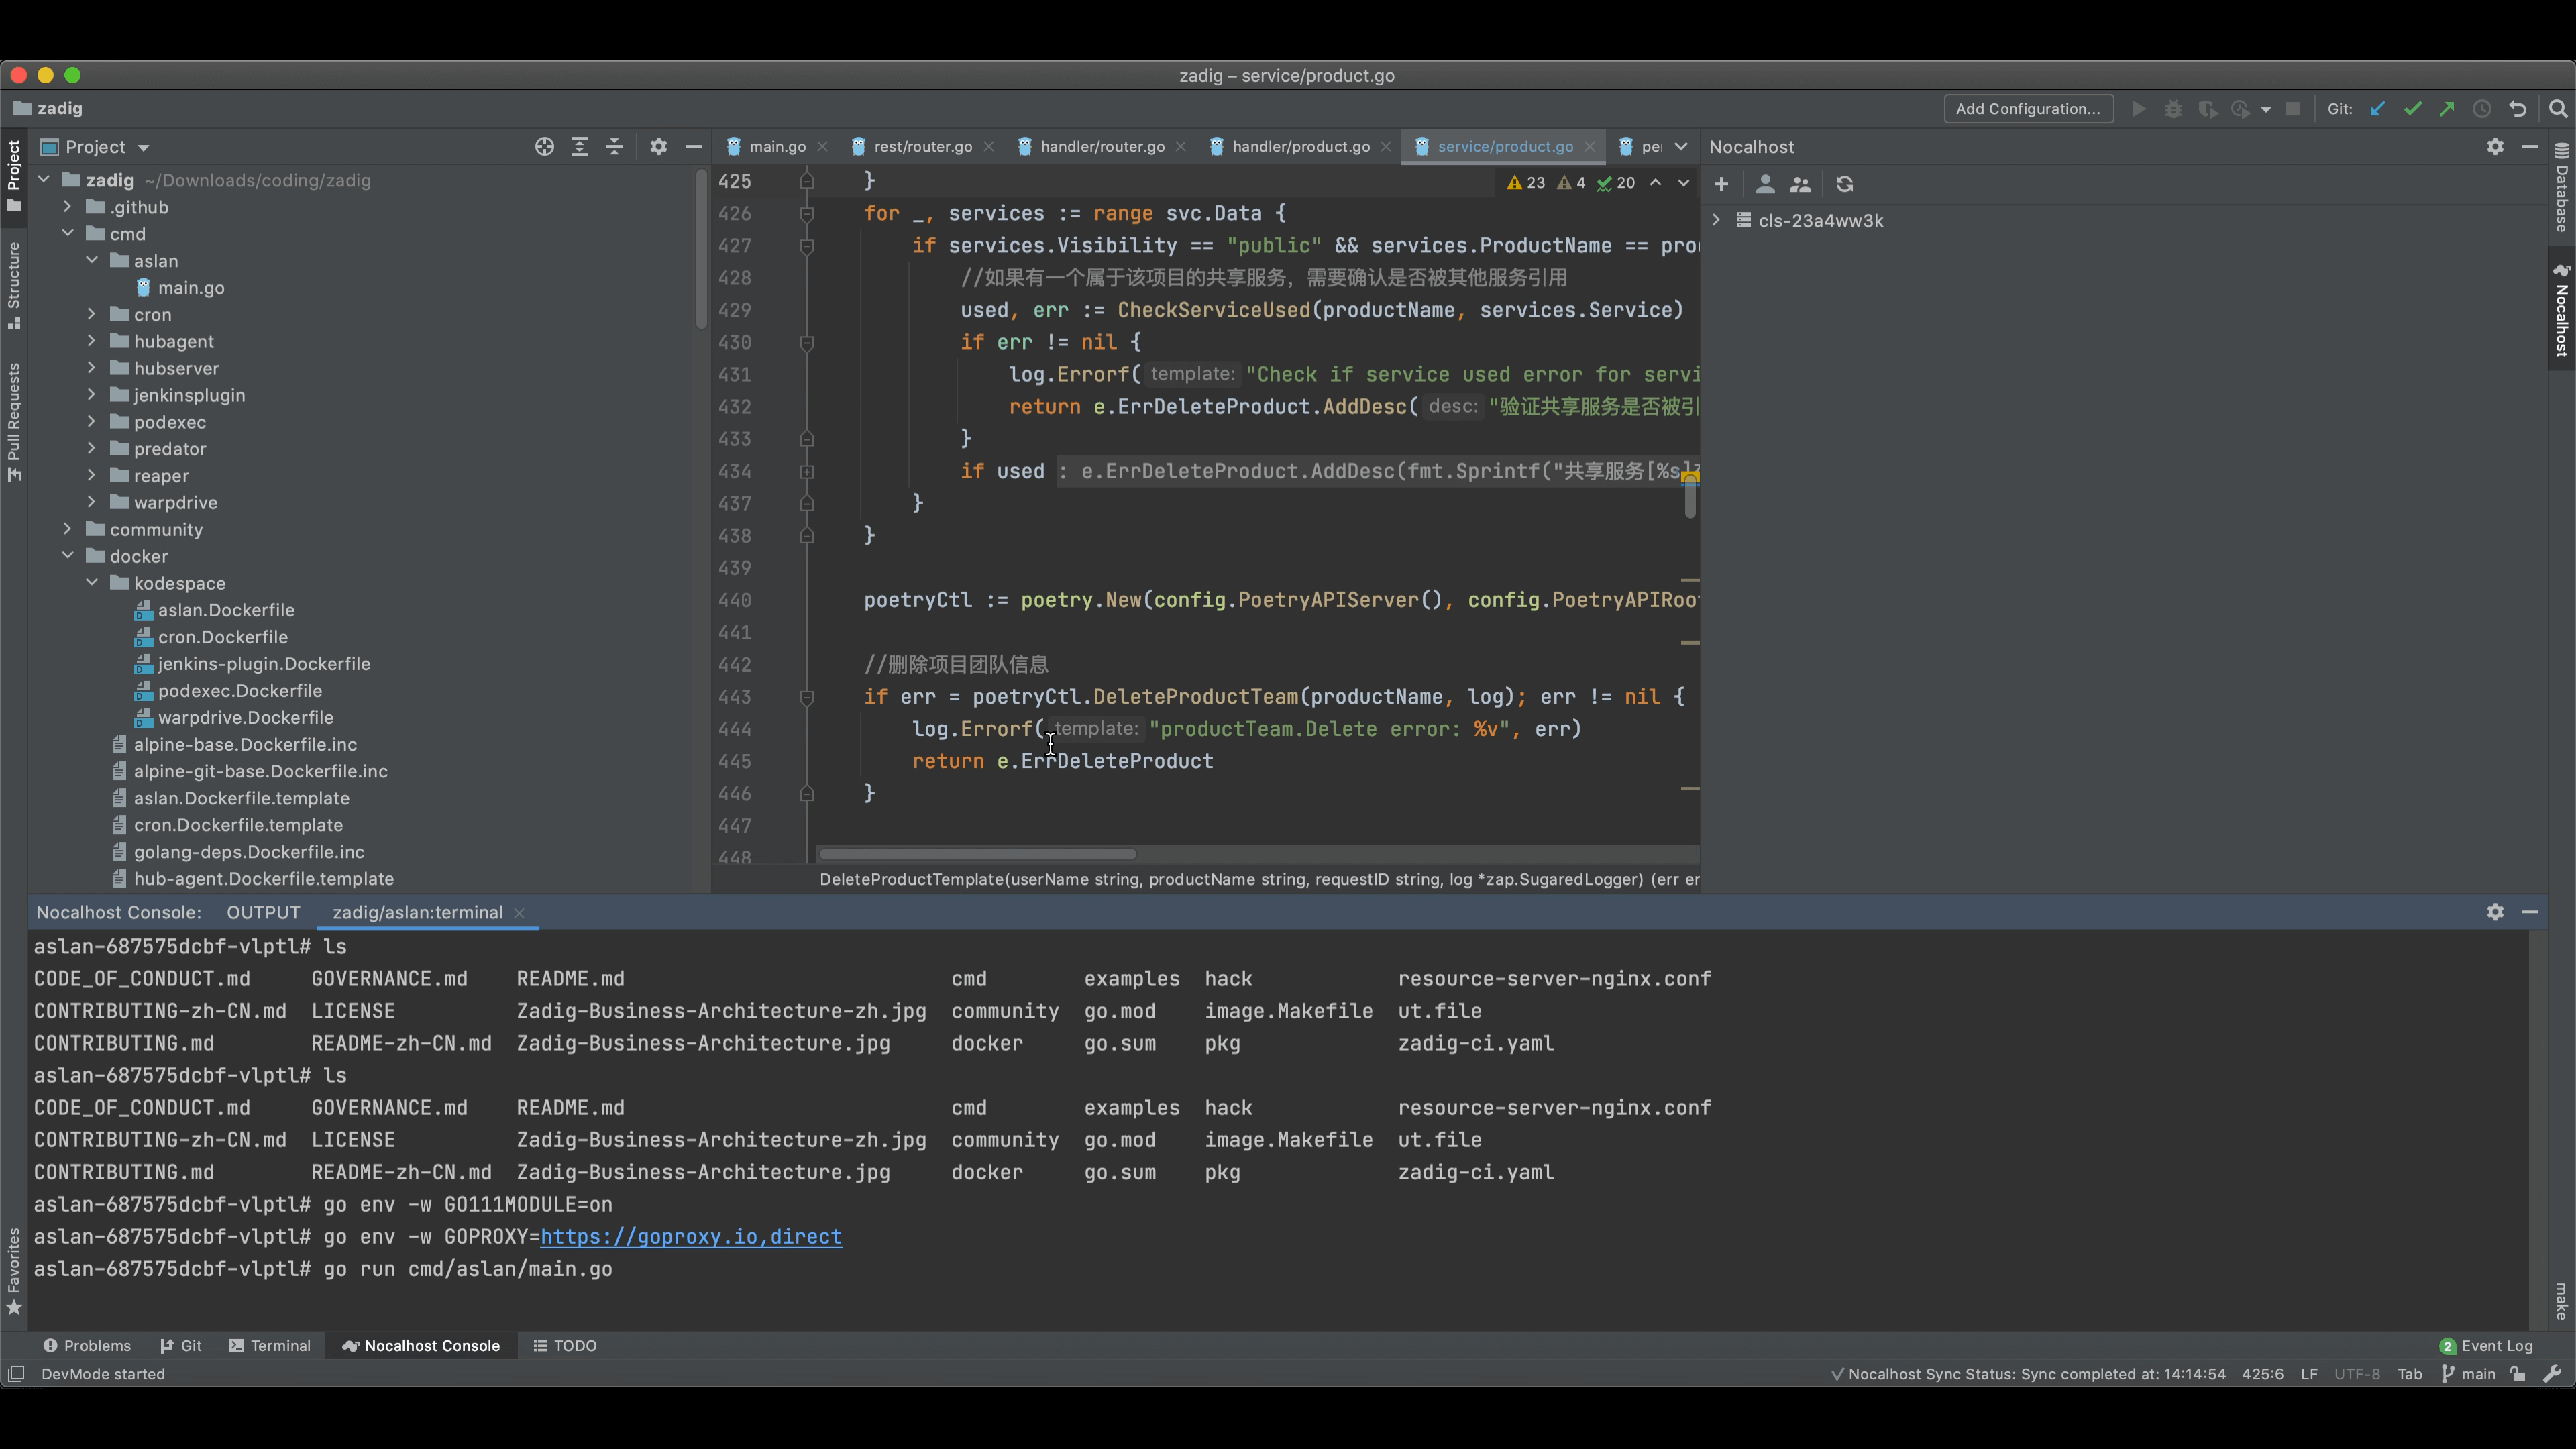 zadig – service/product.go
zadig
Add Configuration...
Git:
Project
Structure
Pull Requests
Favorites
Project
zadig ~/Downloads/coding/zadig
.github
cmd
aslan
main.go
cron
hubagent
hubserver
jenkinsplugin
podexec
predator
reaper
warpdrive
community
docker
kodespace
aslan.Dockerfile
cron.Dockerfile
jenkins-plugin.Dockerfile
podexec.Dockerfile
warpdrive.Dockerfile
alpine-base.Dockerfile.inc
alpine-git-base.Dockerfile.inc
aslan.Dockerfile.template
cron.Dockerfile.template
golang-deps.Dockerfile.inc
hub-agent.Dockerfile.template
main.go rest/router.go handler/router.go handler/product.go service/product.go
23 4 20
425 }
426 for _, services := range svc.Data {
427 if services.Visibility == "public" && services.ProductName ==
428 //如果有一个属于该项目的共享服务，需要确认是否被其他服务引用
429 used, err := CheckServiceUsed(productName, services.Service)
430 if err != nil {
431 log.Errorf( template: "Check if service used error for
432 return e.ErrDeleteProduct.AddDesc( desc: "验证共享服务是否被引
433 }
434 if used : e.ErrDeleteProduct.AddDesc(fmt.Sprintf("共享服务[%s]
437 }
438 }
439
440 poetryCtl := poetry.New(config.PoetryAPIServer(), config.PoetryAPIRoo
441
442 //删除项目团队信息
443 if err = poetryCtl.DeleteProductTeam(productName, log); err != nil {
444 log.Errorf( template: "productTeam.Delete error: %v", err)
445 return e.ErrDeleteProduct
446 }
447
448
DeleteProductTemplate(userName string, productName string, requestID string, log *zap.SugaredLogger) (err er
Nocalhost
cls-23a4ww3k
Database
Nocalhost
make
Nocalhost Console: OUTPUT zadig/aslan:terminal
aslan-687575dcbf-vlptl# ls
CODE_OF_CONDUCT.md GOVERNANCE.md README.md cmd examples hack resource-server-nginx.conf
CONTRIBUTING-zh-CN.md LICENSE Zadig-Business-Architecture-zh.jpg community go.mod image.Makefile ut.file
CONTRIBUTING.md README-zh-CN.md Zadig-Business-Architecture.jpg docker go.sum pkg zadig-ci.yaml
aslan-687575dcbf-vlptl# ls
CODE_OF_CONDUCT.md GOVERNANCE.md README.md cmd examples hack resource-server-nginx.conf
CONTRIBUTING-zh-CN.md LICENSE Zadig-Business-Architecture-zh.jpg community go.mod image.Makefile ut.file
CONTRIBUTING.md README-zh-CN.md Zadig-Business-Architecture.jpg docker go.sum pkg zadig-ci.yaml
aslan-687575dcbf-vlptl# go env -w GO111MODULE=on
aslan-687575dcbf-vlptl# go env -w GOPROXY=https://goproxy.io,direct
aslan-687575dcbf-vlptl# go run cmd/aslan/main.go
Problems Git Terminal Nocalhost Console TODO
2 Event Log
DevMode started
Nocalhost Sync Status: Sync completed at: 14:14:54 425:6 LF UTF-8 Tab main